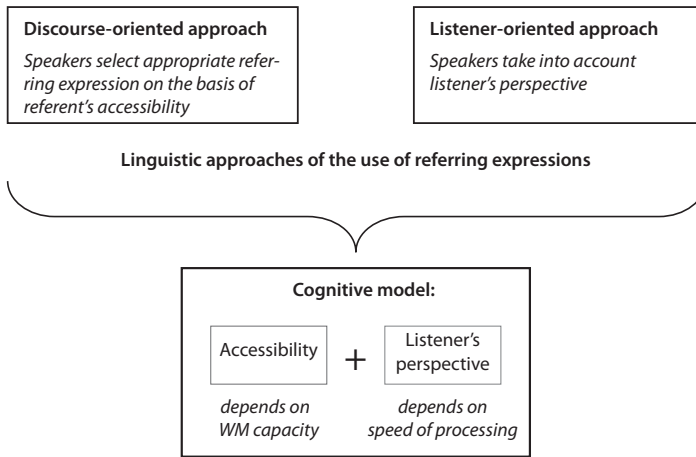 Discourse-oriented approach
Speakers select appropriate refer-
ring expression on the basis of
referent's accessibility
Listener-oriented approach
Speakers take into account
listener's perspective
Linguistic approaches of the use of referring expressions
Cognitive model:
Accessibility
+
Listener's
perspective
depends on
WM capacity
depends on
speed of processing